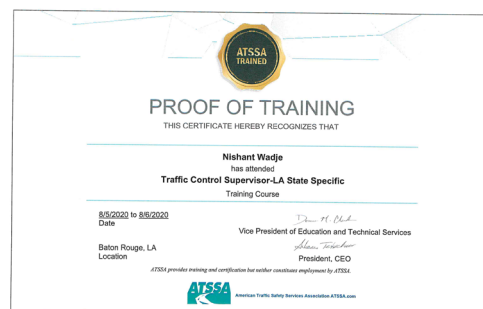 ATSSA
TRAINED
PROOF OF TRAINING
THIS CERTIFICATE HEREBY RECOGNIZES THAT
Nishant Wadje
has attended
Traffic Control Supervisor-LA State Specific
Training Course
8/5/2020 to 8/6/2020
Date
Vice President of Education and Technical Services
Baton Rouge, LA
Location
President, CEO
ATSSA provides training and certification but neither constitutes employment by ATSSA.
ATSSA
American Traffic Safety Services Association ATSSA.com